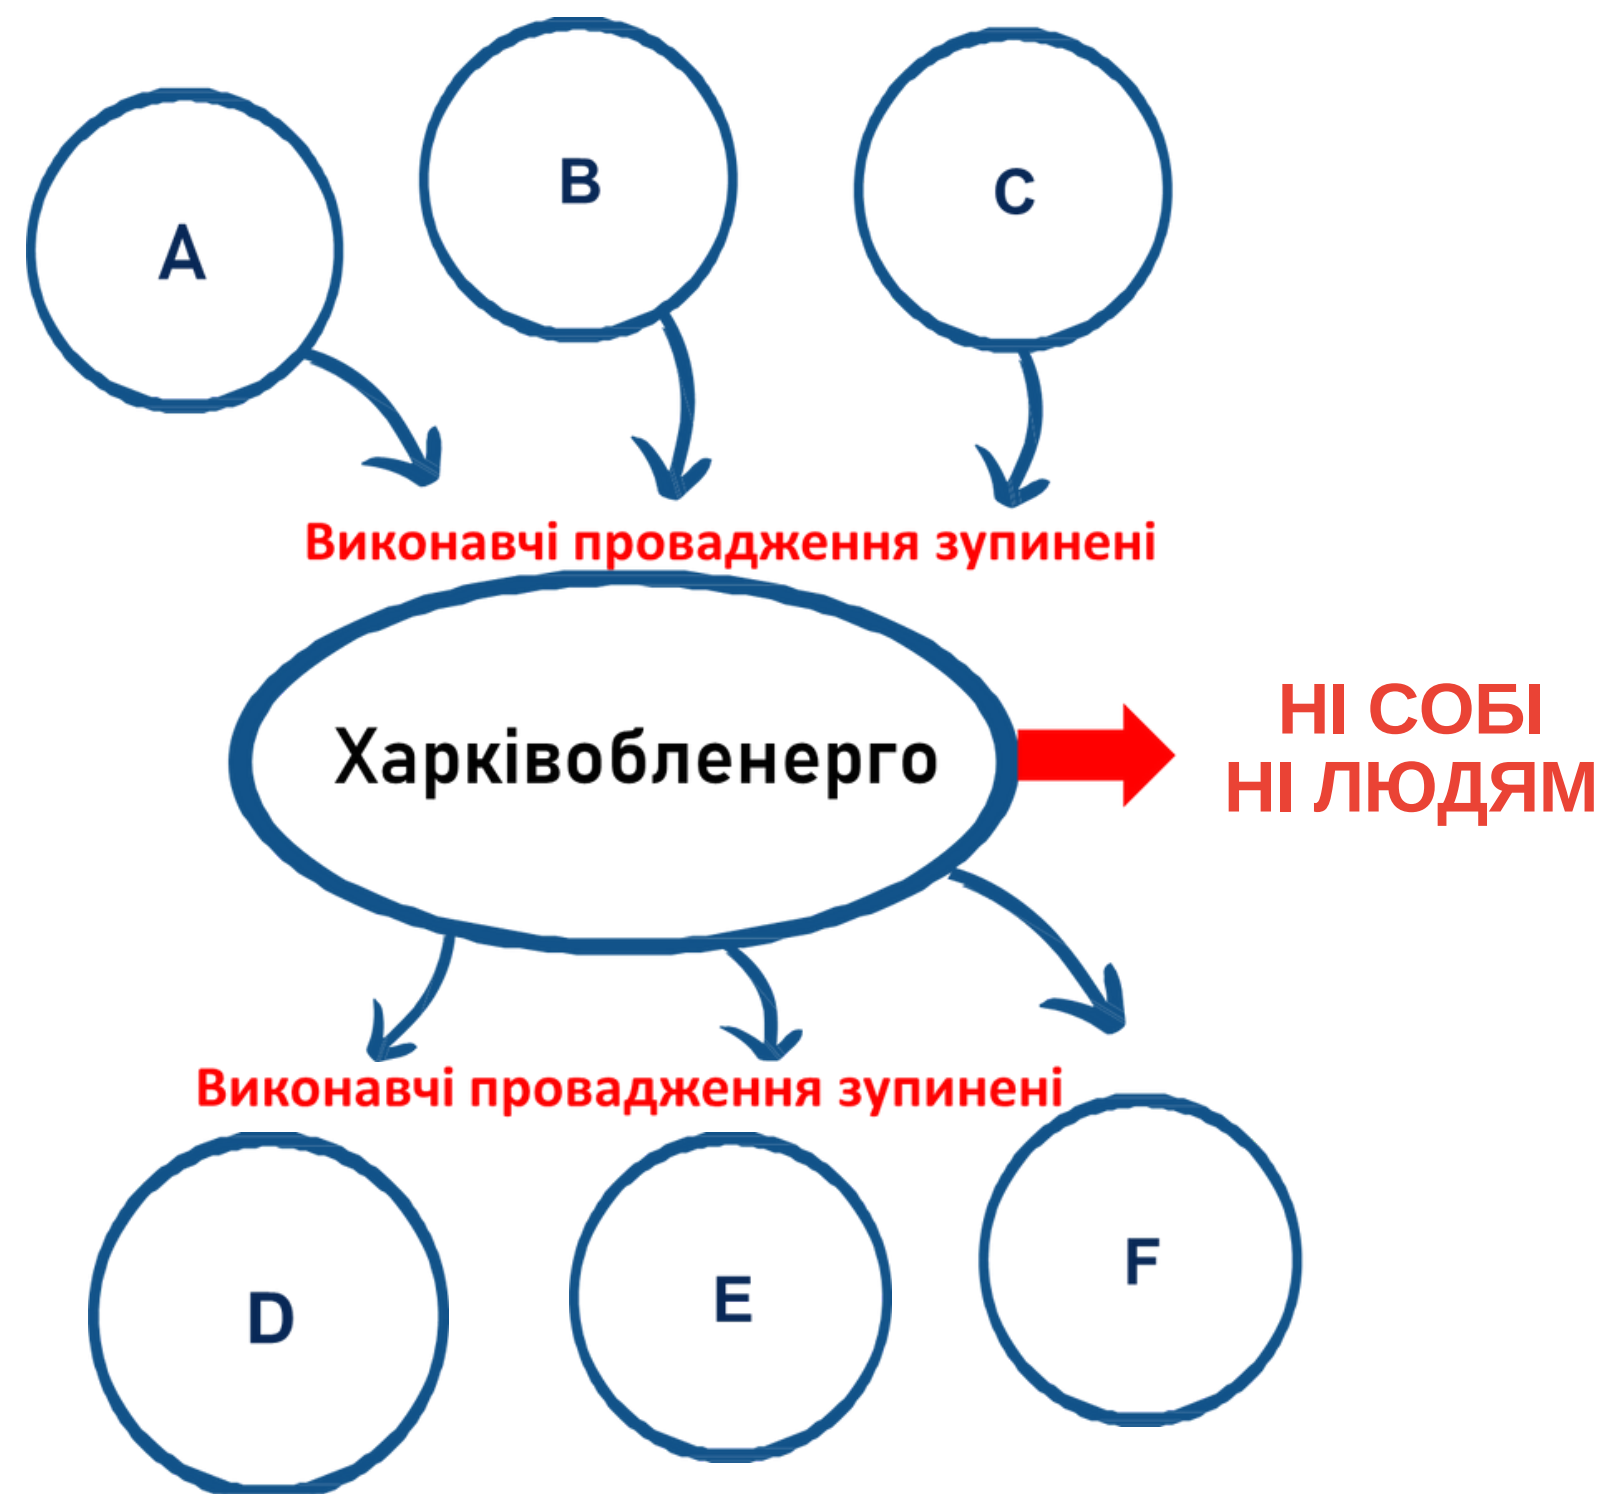 A
B
C
Виконавчі провадження зупинені
Харківобленерго
НІ СОБІ
НІ ЛЮДЯМ
Виконавчі провадження зупинені
D
E
F